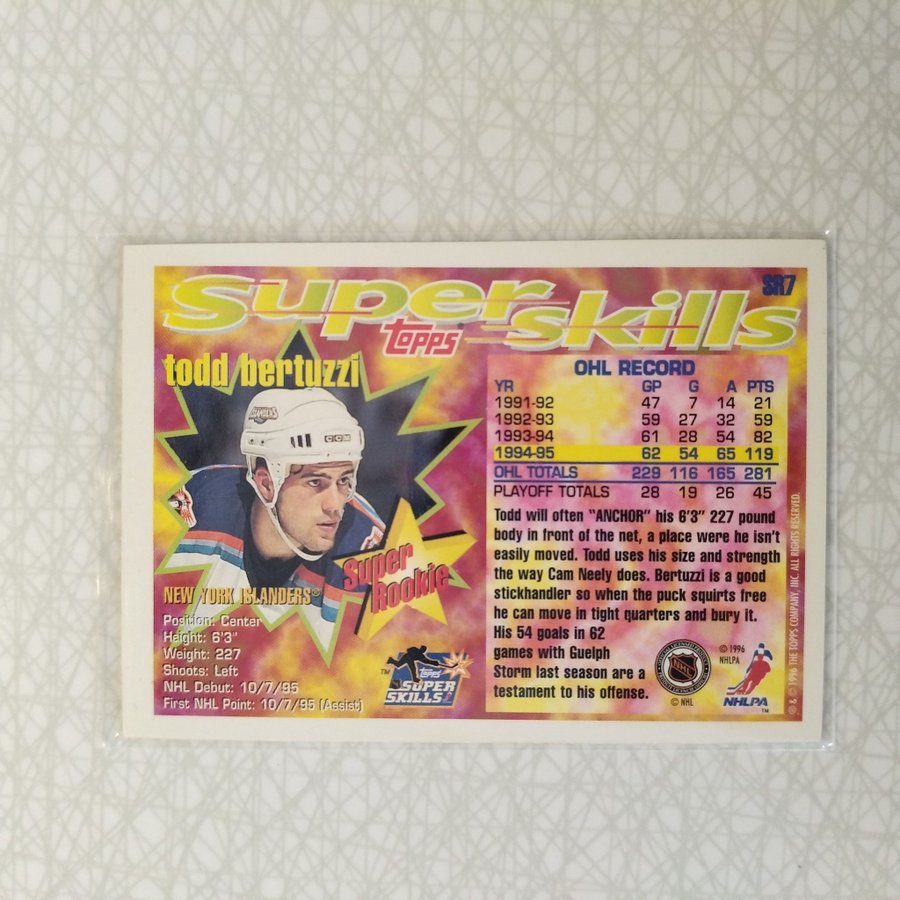 SR7
Super
topps
skills
todd bertuzzi
ISLANDERS
CCM
Super
Rookie
NEW YORK ISLANDERS®
Position: Center
Height: 6'3"
Weight: 227
Shoots: Left
NHL Debut: 10/7/95
First NHL Point: 10/7/95 (Assist)
™
topps
SUPER
SKILLS
OHL RECORD
YR GP G A PTS
1991-92 47 7 14 21
1992-93 59 27 32 59
1993-94 61 28 54 82
1994-95 62 54 65 119
OHL TOTALS 229 116 165 281
PLAYOFF TOTALS 28 19 26 45
Todd will often "ANCHOR" his 6'3" 227 pound
body in front of the net, a place were he isn't
easily moved. Todd uses his size and strength
the way Cam Neely does. Bertuzzi is a good
stickhandler so when the puck squirts free
he can move in tight quarters and bury it.
His 54 goals in 62
games with Guelph
Storm last season are a
testament to his offense.
NHL
© NHL
© 1996
NHLPA
NHLPA
™
® & © 1996 THE TOPPS COMPANY, INC. ALL RIGHTS RESERVED.